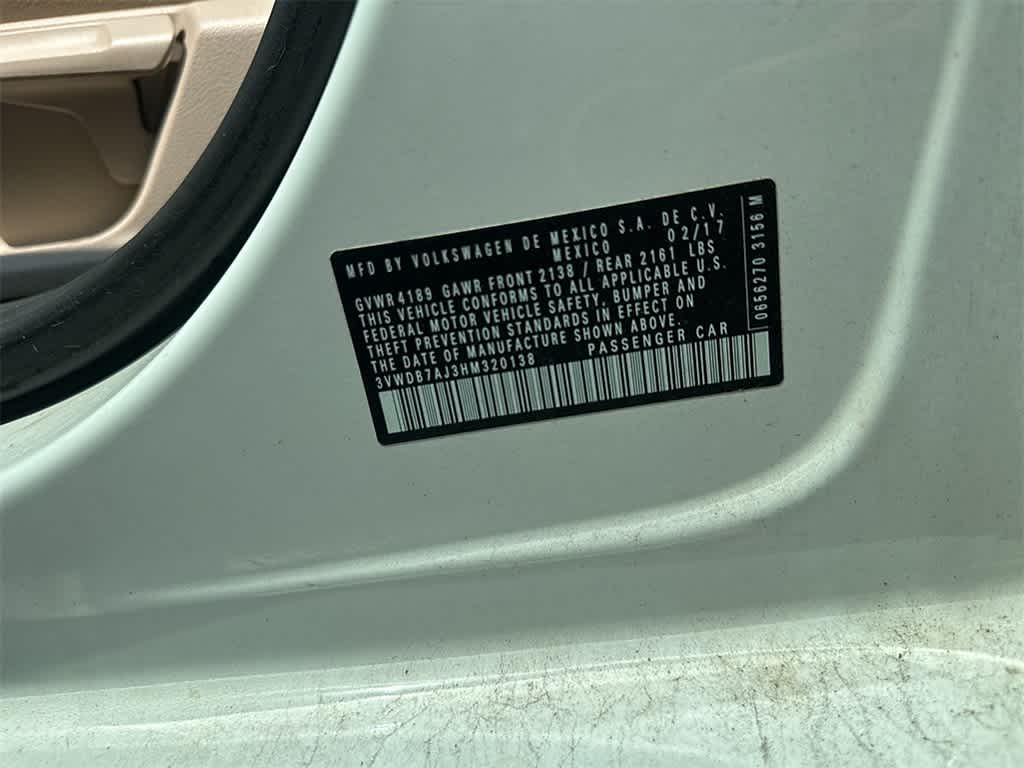 MFD BY VOLKSWAGEN DE MEXICO S.A. DE C.V.
MEXICO 02/17
GVWR 4189 GAWR FRONT 2138 / REAR 2161 LBS
THIS VEHICLE CONFORMS TO ALL APPLICABLE U.S.
FEDERAL MOTOR VEHICLE SAFETY, BUMPER AND
THEFT PREVENTION STANDARDS IN EFFECT ON
THE DATE OF MANUFACTURE SHOWN ABOVE.
3VWDB7AJ3HM320138 PASSENGER CAR
0656270 3156 M